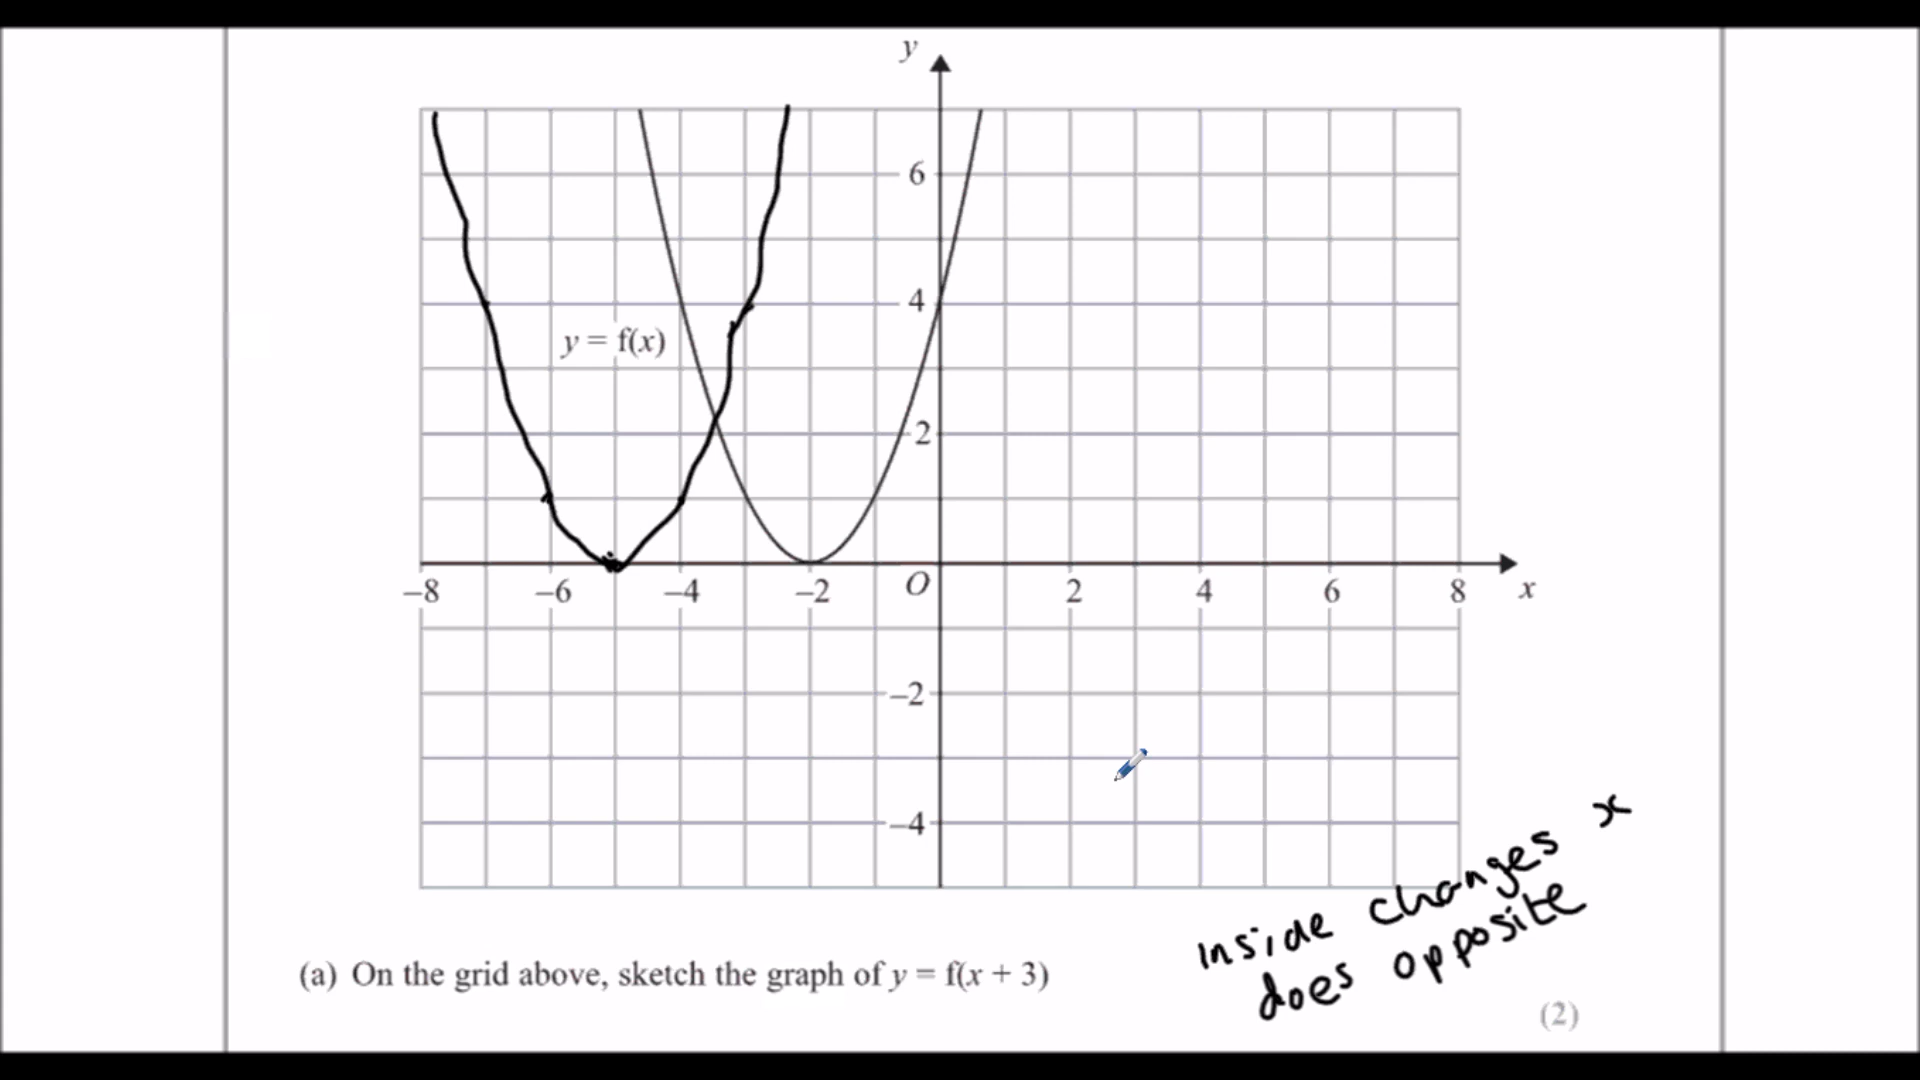 y
6
4
y = f(x)
2
–8 –6 –4 –2 O 2 4 6 8 x
–2
–4
inside changes x
does opposite
(a) On the grid above, sketch the graph of y = f(x + 3)
(2)